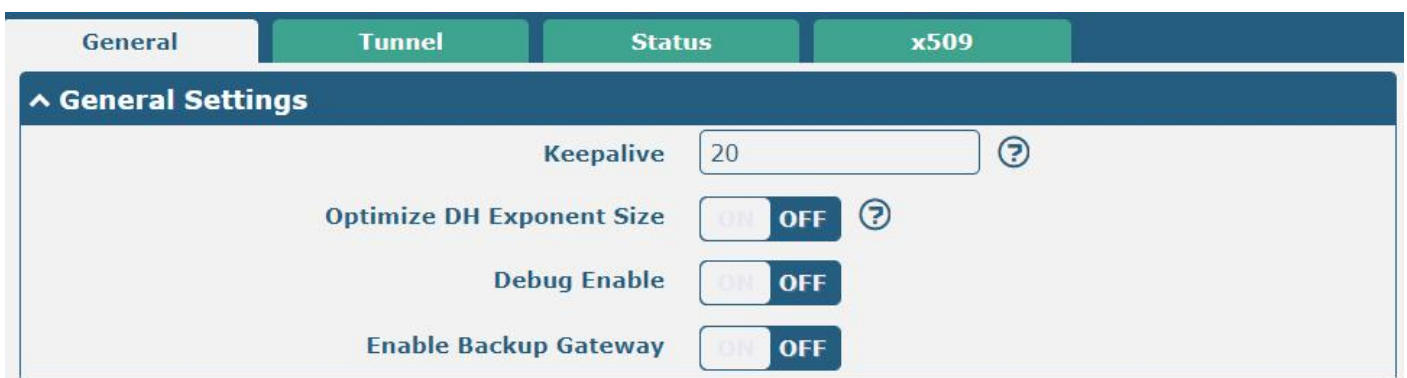 General Tunnel Status x509
General Settings
Keepalive 20 ?
Optimize DH Exponent Size ON OFF ?
Debug Enable ON OFF
Enable Backup Gateway ON OFF